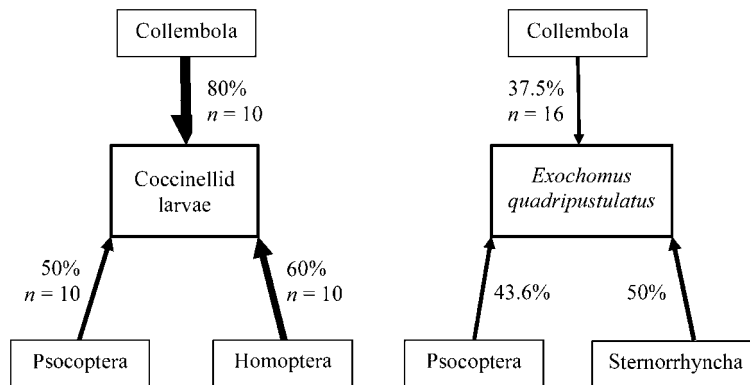 Collembola
80%
n = 10
Coccinellid
larvae
50%
n = 10
60%
n = 10
Psocoptera
Homoptera
Collembola
37.5%
n = 16
Exochomus
quadripustulatus
43.6%
50%
Psocoptera
Sternorrhyncha